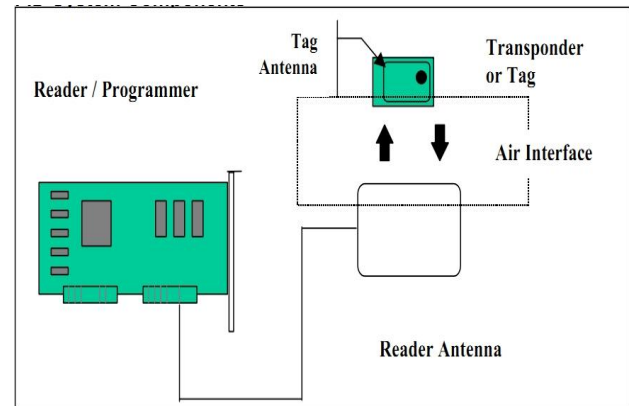 Tag
Antenna
Transponder
or Tag
Reader / Programmer
Air Interface
Reader Antenna